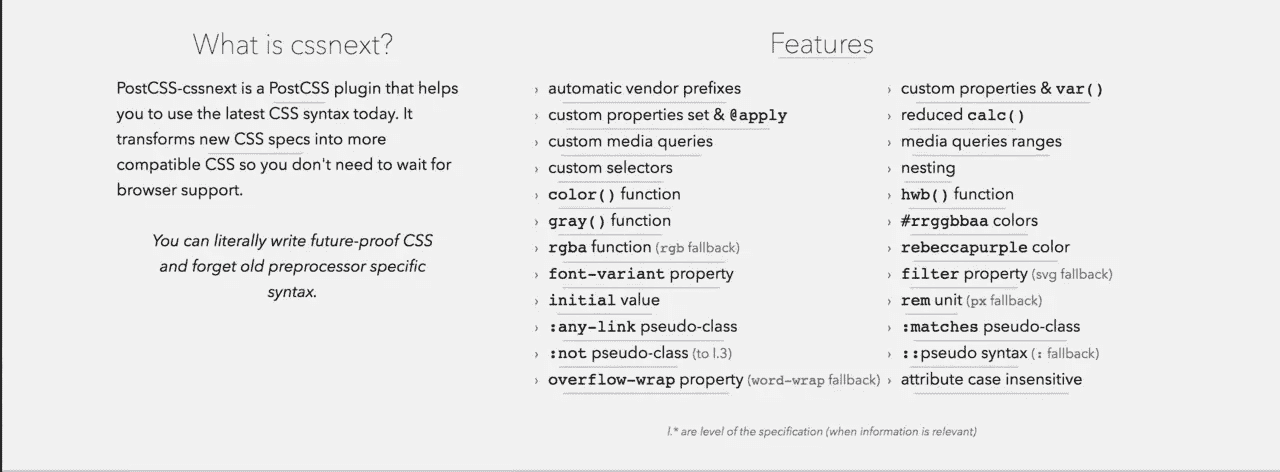 What is cssnext?
PostCSS-cssnext is a PostCSS plugin that helps
you to use the latest CSS syntax today. It
transforms new CSS specs into more
compatible CSS so you don't need to wait for
browser support.
You can literally write future-proof CSS
and forget old preprocessor specific
syntax.
Features
› automatic vendor prefixes
› custom properties set & @apply
› custom media queries
› custom selectors
› color() function
› gray() function
› rgba function (rgb fallback)
› font-variant property
› initial value
› :any-link pseudo-class
› :not pseudo-class (to l.3)
› overflow-wrap property (word-wrap fallback)
› custom properties & var()
› reduced calc()
› media queries ranges
› nesting
› hwb() function
› #rrggbbaa colors
› rebeccapurple color
› filter property (svg fallback)
› rem unit (px fallback)
› :matches pseudo-class
› ::pseudo syntax (: fallback)
› attribute case insensitive
l.* are level of the specification (when information is relevant)